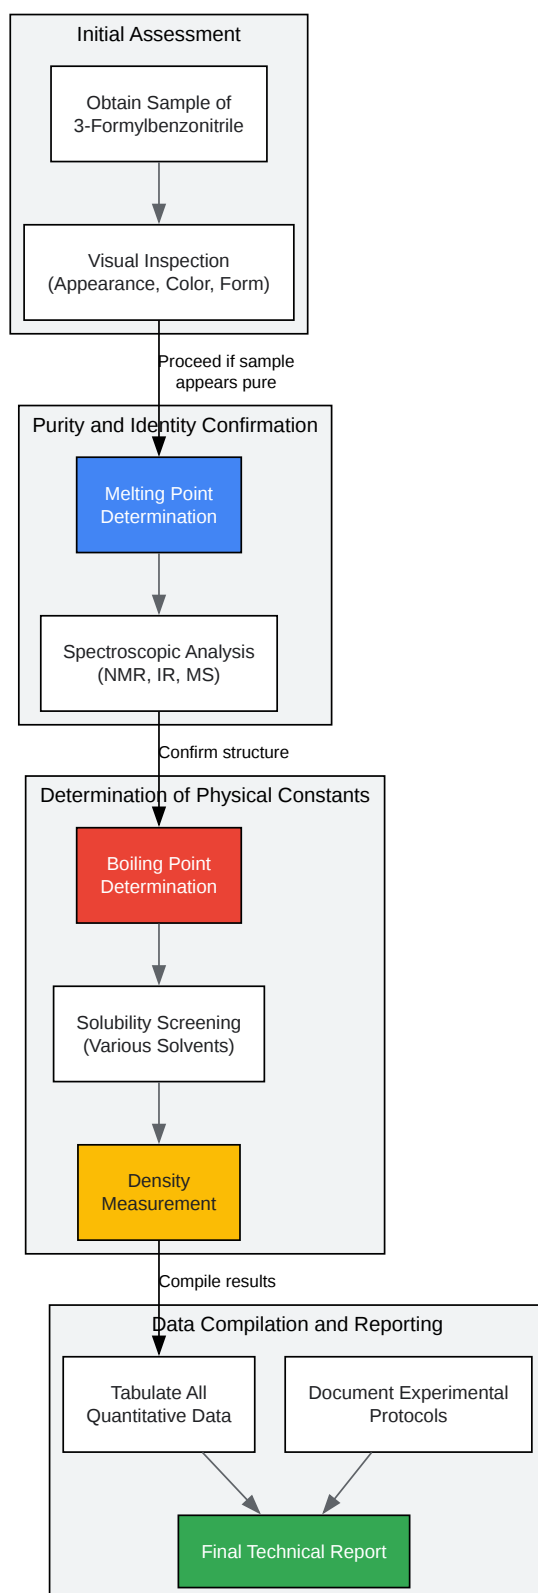 Initial Assessment
Obtain Sample of
3-Formylbenzonitrile
Visual Inspection
(Appearance, Color, Form)
Proceed if sample
appears pure
Purity and Identity Confirmation
Melting Point
Determination
Spectroscopic Analysis
(NMR, IR, MS)
Confirm structure
Determination of Physical Constants
Boiling Point
Determination
Solubility Screening
(Various Solvents)
Density
Measurement
Compile results
Data Compilation and Reporting
Tabulate All
Quantitative Data
Document Experimental
Protocols
Final Technical Report